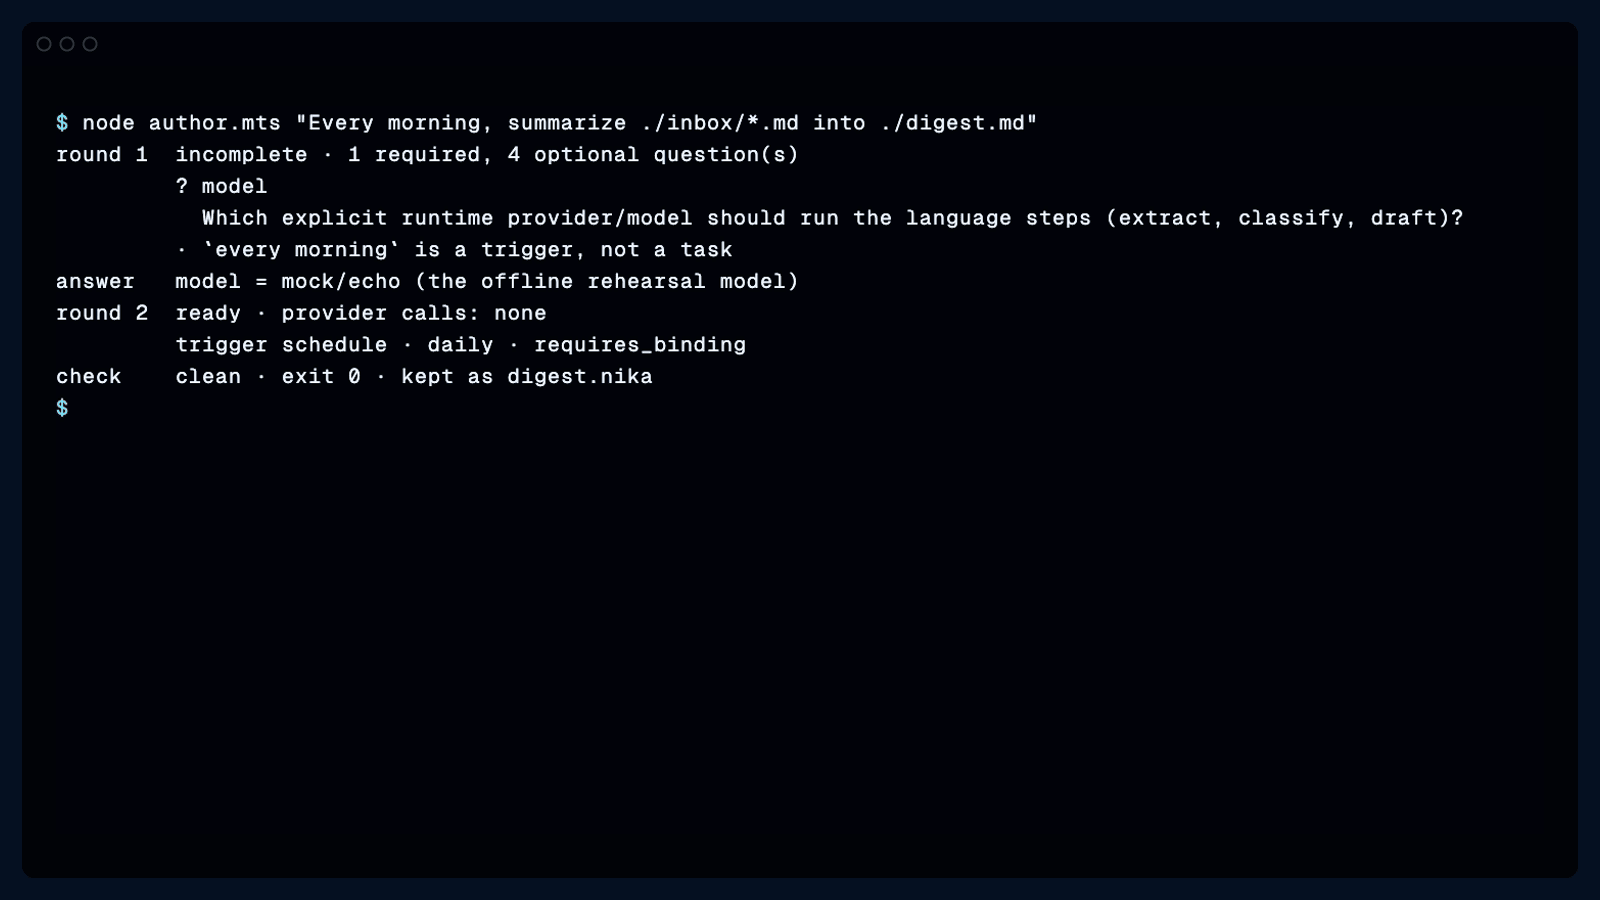 $ node author.mts "Every morning, summarize ./inbox/*.md into ./digest.md"
round 1  incomplete · 1 required, 4 optional question(s)
? model
Which explicit runtime provider/model should run the language steps (extract, classify, draft)?
· `every morning` is a trigger, not a task
answer   model = mock/echo (the offline rehearsal model)
round 2  ready · provider calls: none
trigger schedule · daily · requires_binding
check    clean · exit 0 · kept as digest.nika
$